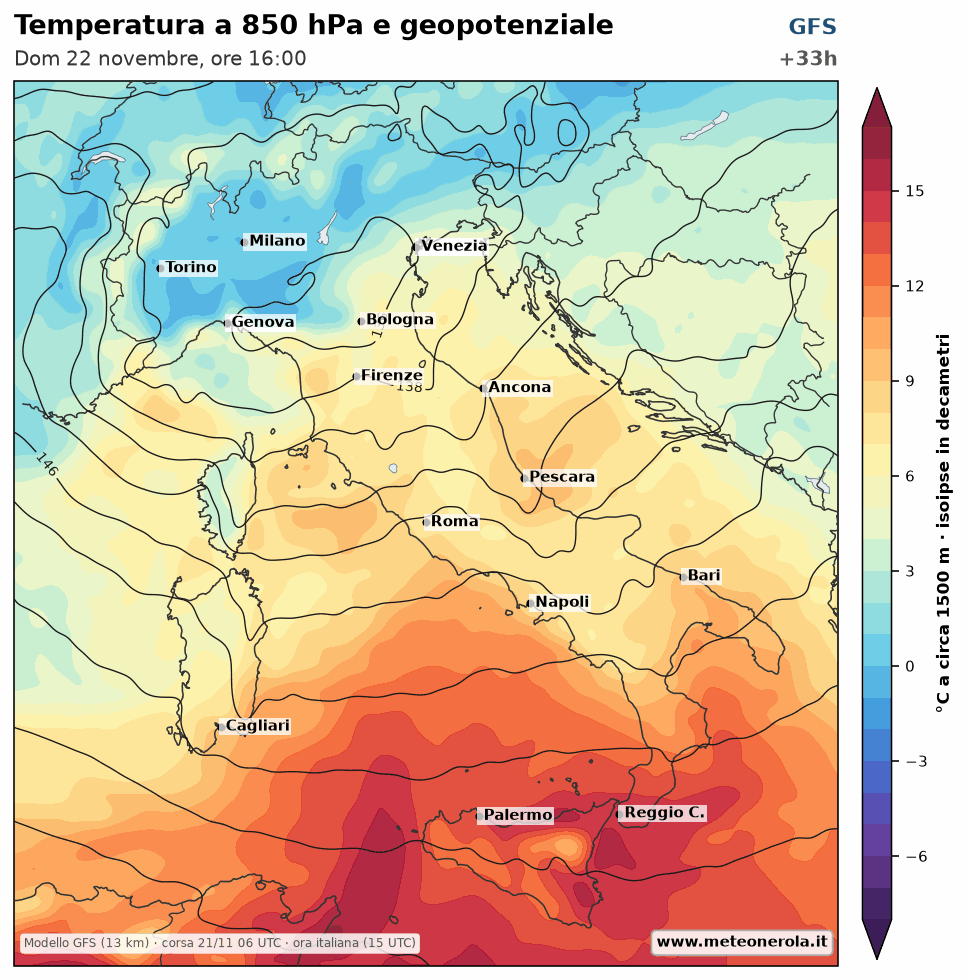 Temperatura a 850 hPa e geopotenziale
GFS
Dom 22 novembre, ore 16:00
+33h
Milano
Venezia
Torino
Genova
Bologna
Firenze
138
Ancona
146
Pescara
Roma
Bari
Napoli
Cagliari
Palermo
Reggio C.
15
12
9
6
3
0
−3
−6
°C a circa 1500 m · isoipse in decametri
Modello GFS (13 km) · corsa 21/11 06 UTC · ora italiana (15 UTC)
www.meteonerola.it